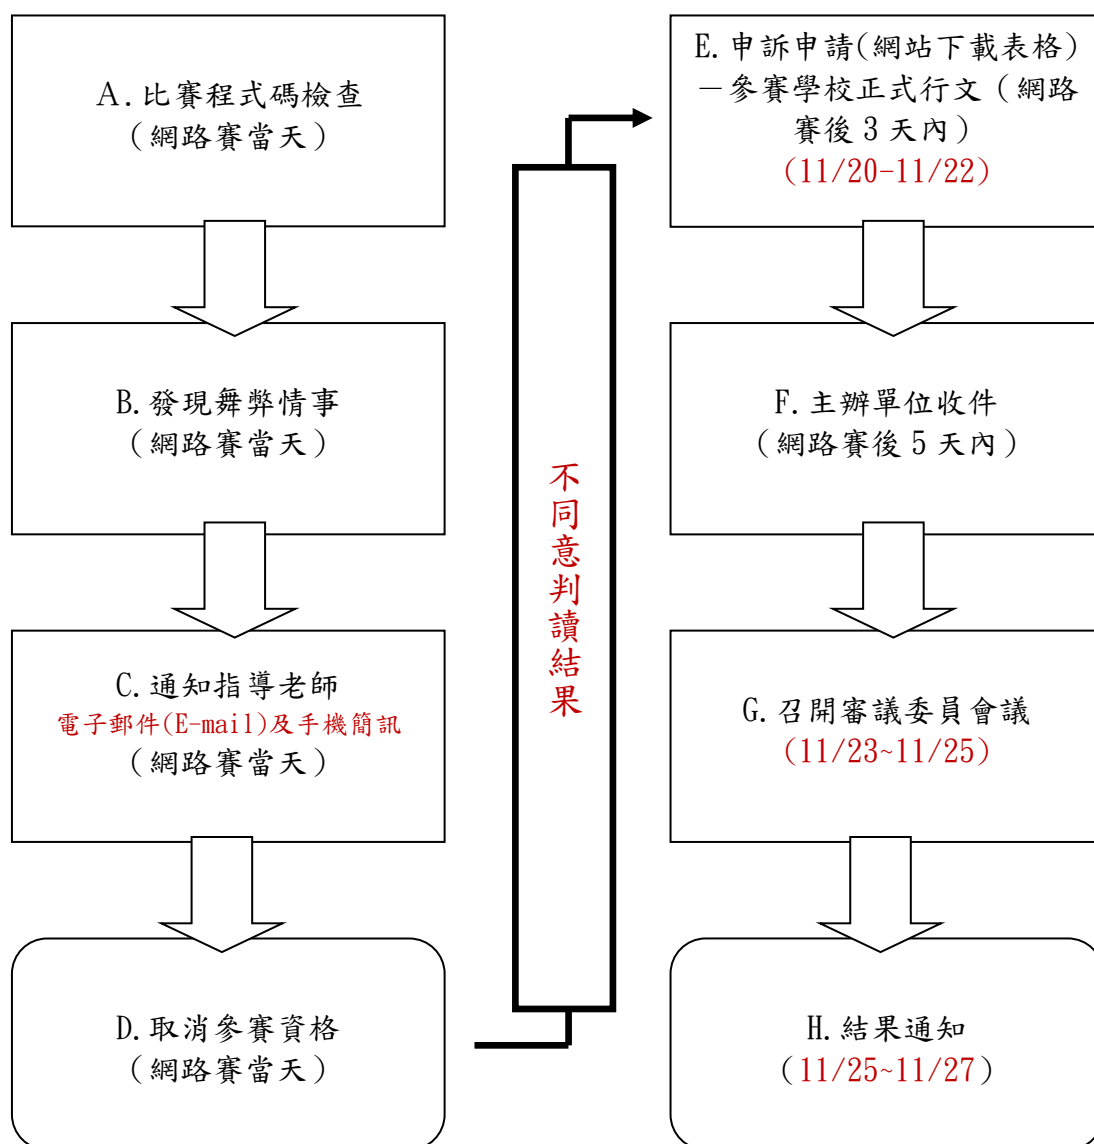 A.比賽程式碼檢查
（網路賽當天）
B.發現舞弊情事
（網路賽當天）
C.通知指導老師
電子郵件(E-mail)及手機簡訊
（網路賽當天）
D.取消參賽資格
（網路賽當天）
不同意判讀結果
E.申訴申請(網站下載表格)
－參賽學校正式行文（網路
賽後 3 天內）
(11/20-11/22)
F.主辦單位收件
（網路賽後 5 天內）
G.召開審議委員會議
(11/23~11/25)
H.結果通知
（11/25~11/27）